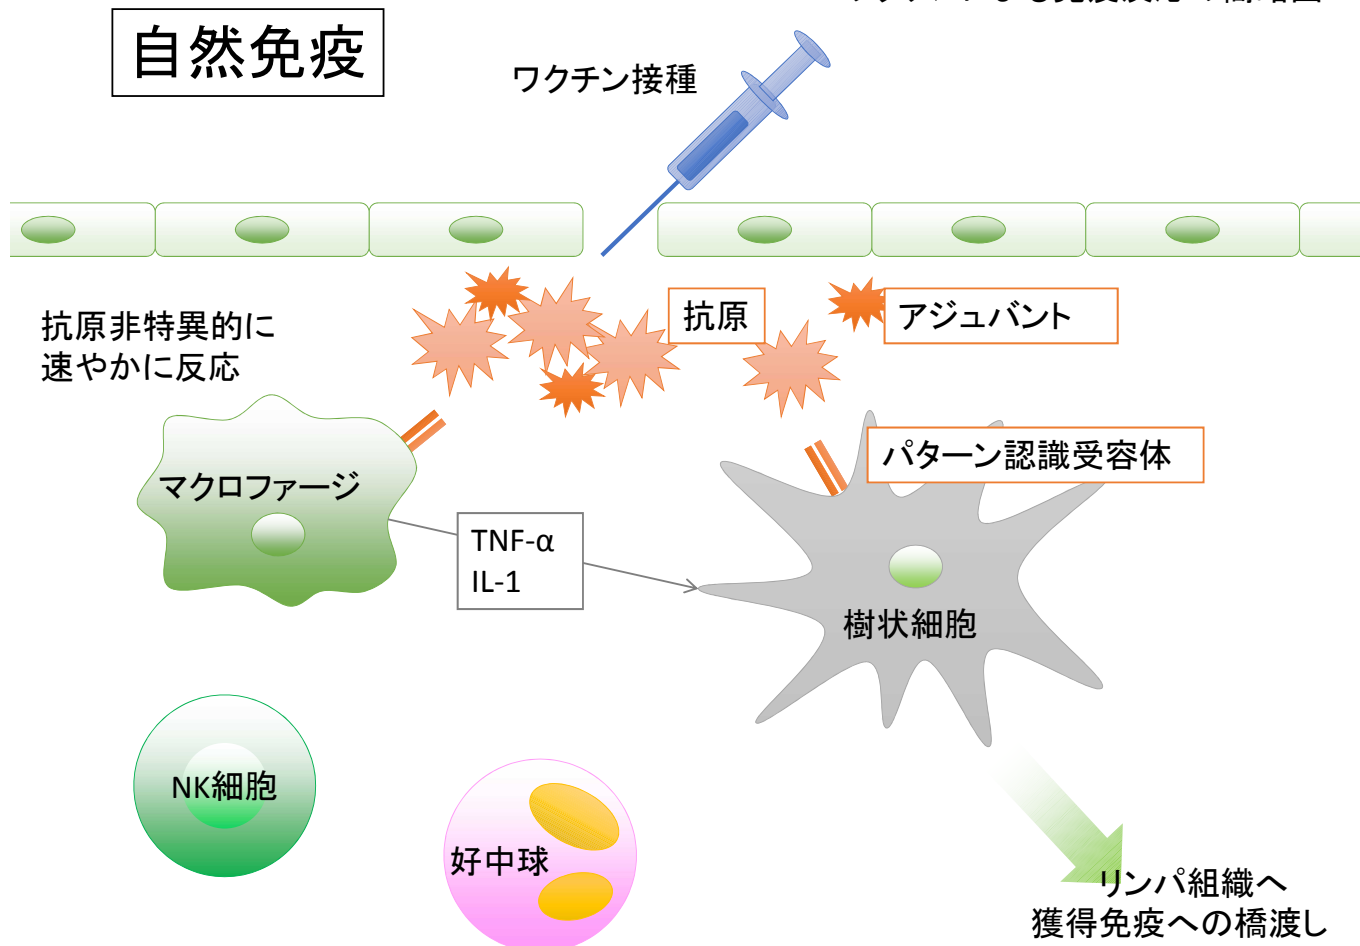 自然免疫
ワクチン接種
抗原
アジュバント
抗原非特異的に
速やかに反応
パターン認識受容体
マクロファージ
TNF-α
IL-1
樹状細胞
NK細胞
好中球
リンパ組織へ
獲得免疫への橋渡し